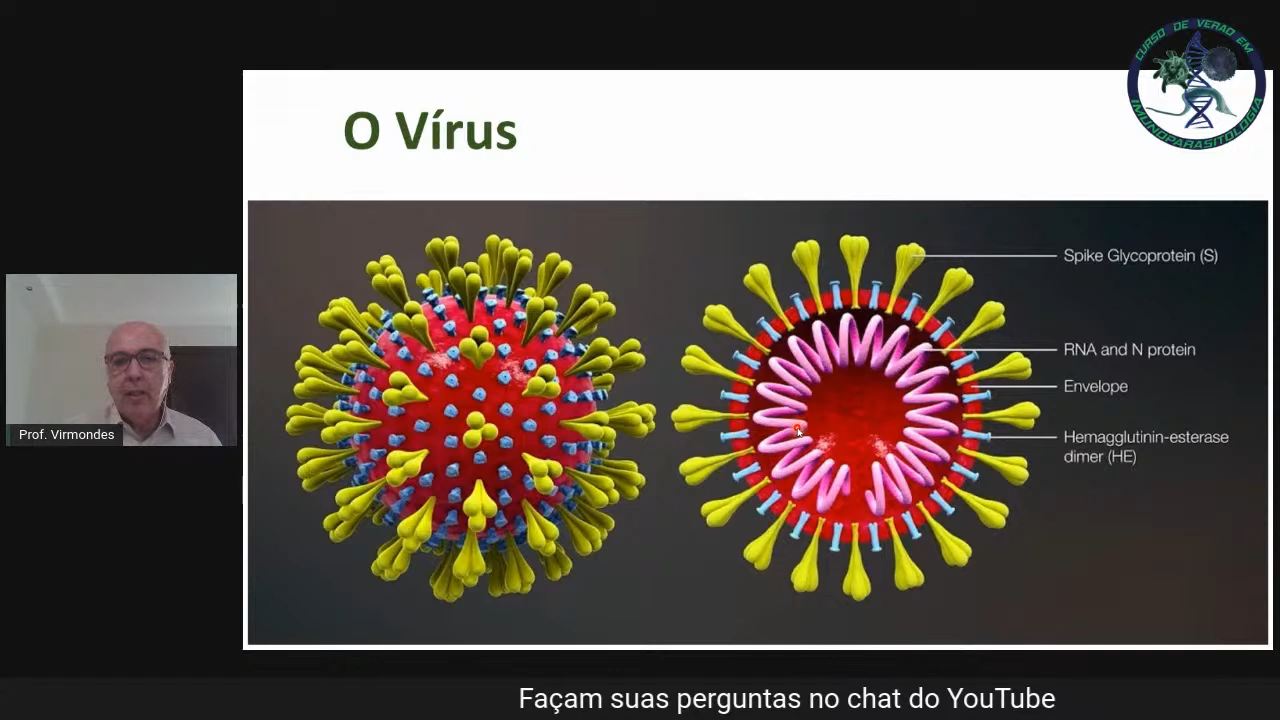 CURSO DE VERÃO EM
IMUNOPARASITOLOGIA
O Vírus
Spike Glycoprotein (S)
RNA and N protein
Envelope
Hemagglutinin-esterase
dimer (HE)
Prof. Virmondes
Façam suas perguntas no chat do YouTube